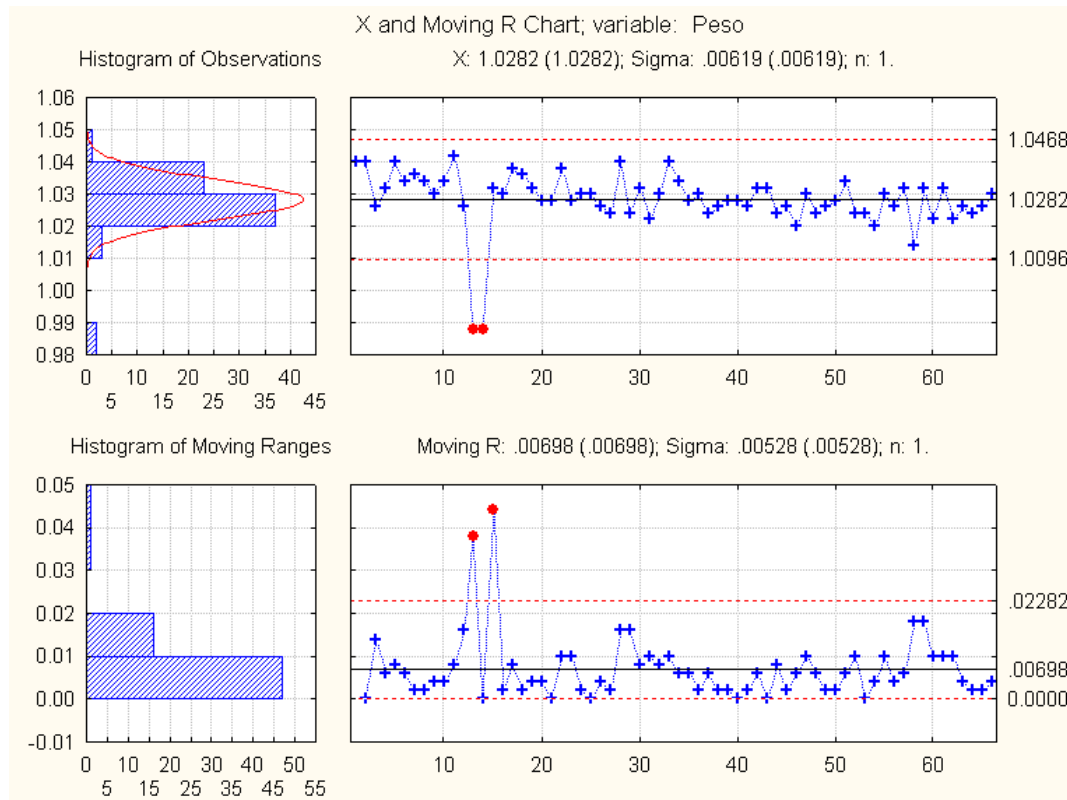 X and Moving R Chart; variable:  Peso
Histogram of Observations
X: 1.0282 (1.0282); Sigma: .00619 (.00619); n: 1.
1.06
1.05
1.04
1.03
1.02
1.01
1.00
0.99
0.98
0 10 20 30 40
5 15 25 35 45
1.0468
1.0282
1.0096
10 20 30 40 50 60
Histogram of Moving Ranges
Moving R: .00698 (.00698); Sigma: .00528 (.00528); n: 1.
0.05
0.04
0.03
0.02
0.01
0.00
-0.01
0 10 20 30 40 50
5 15 25 35 45 55
.02282
.00698
0.0000
10 20 30 40 50 60